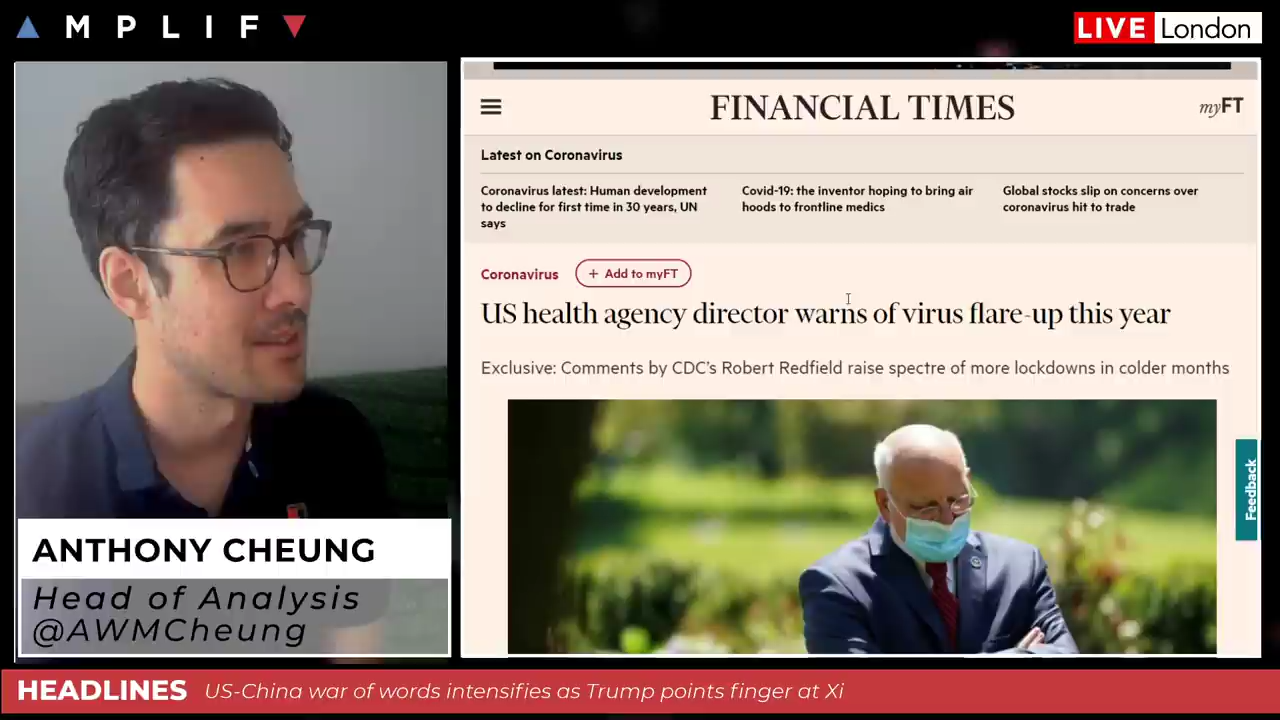 AMPLIFY
LIVE London
FINANCIAL TIMES
myFT
Latest on Coronavirus
Coronavirus latest: Human development
to decline for first time in 30 years, UN
says
Covid-19: the inventor hoping to bring air
hoods to frontline medics
Global stocks slip on concerns over
coronavirus hit to trade
Coronavirus
+ Add to myFT
US health agency director warns of virus flare-up this year
Exclusive: Comments by CDC's Robert Redfield raise spectre of more lockdowns in colder months
Feedback
ANTHONY CHEUNG
Head of Analysis
@AWMCheung
HEADLINES US-China war of words intensifies as Trump points finger at Xi